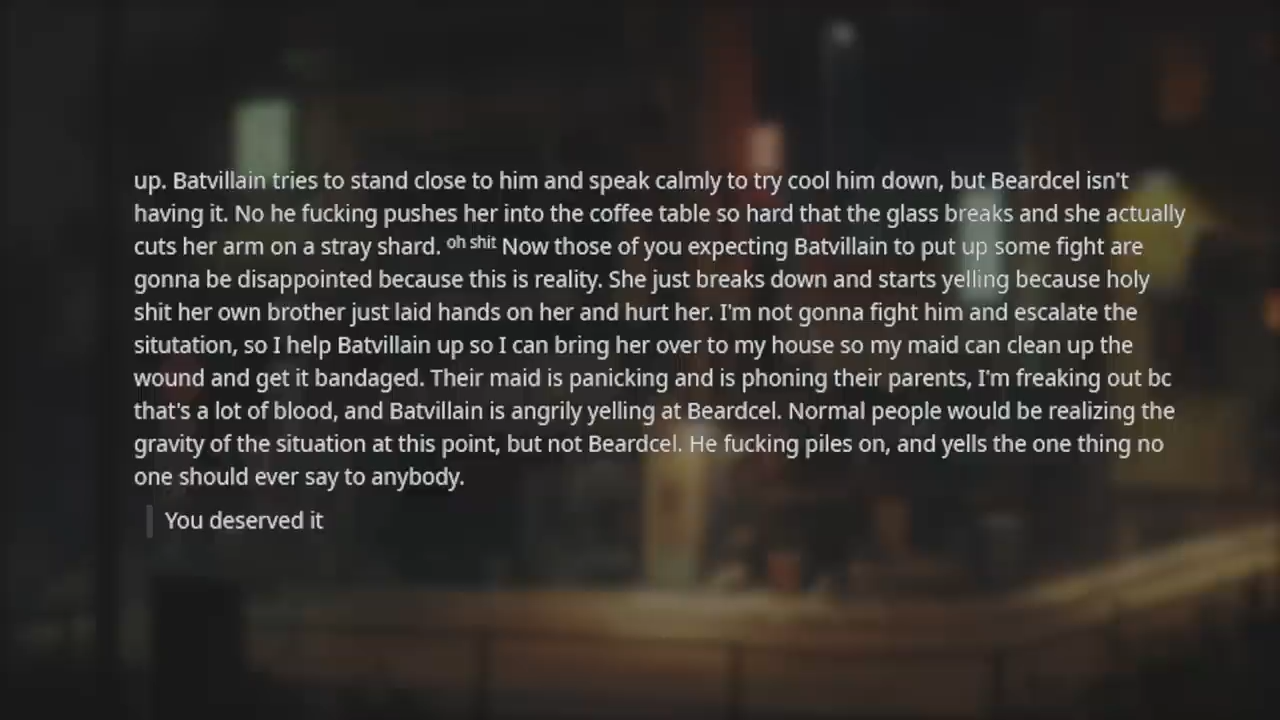 up. Batvillain tries to stand close to him and speak calmly to try cool him down, but Beardcel isn't
having it. No he fucking pushes her into the coffee table so hard that the glass breaks and she actually
cuts her arm on a stray shard. oh shit Now those of you expecting Batvillain to put up some fight are
gonna be disappointed because this is reality. She just breaks down and starts yelling because holy
shit her own brother just laid hands on her and hurt her. I'm not gonna fight him and escalate the
situtation, so I help Batvillain up so I can bring her over to my house so my maid can clean up the
wound and get it bandaged. Their maid is panicking and is phoning their parents, I'm freaking out bc
that's a lot of blood, and Batvillain is angrily yelling at Beardcel. Normal people would be realizing the
gravity of the situation at this point, but not Beardcel. He fucking piles on, and yells the one thing no
one should ever say to anybody.
You deserved it